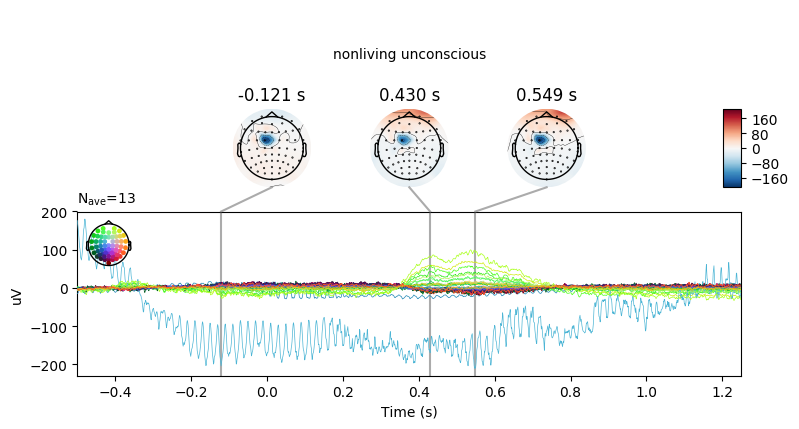 nonliving unconscious
-0.121 s 0.430 s 0.549 s
160
80
0
−80
−160
Nave=13
200
100
0
−100
−200
uV
−0.4 −0.2 0.0 0.2 0.4 0.6 0.8 1.0 1.2
Time (s)